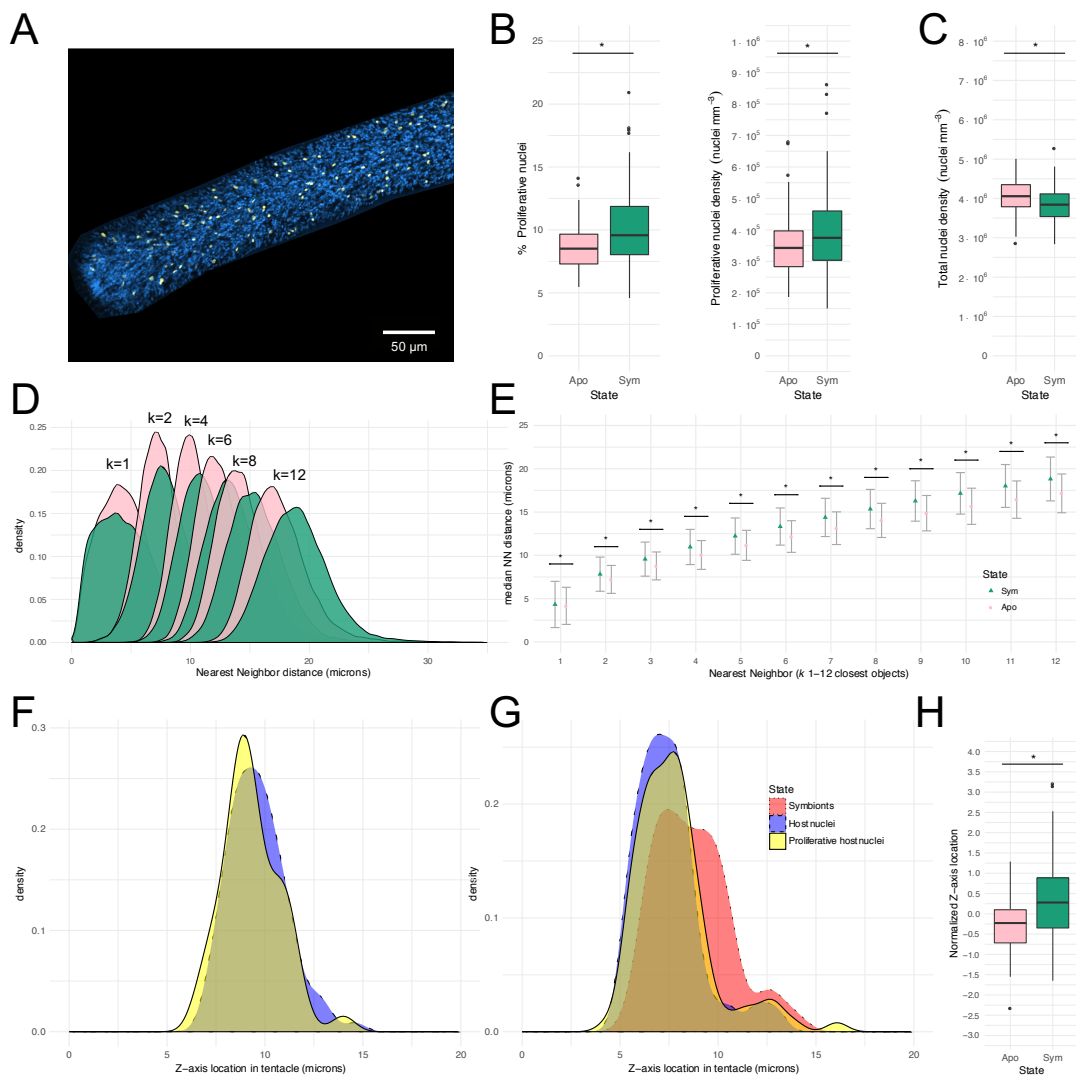 A
50 µm
B
% Proliferative nuclei
25
20
15
10
5
0
*
Apo Sym
State
Proliferative nuclei density (nuclei mm⁻³)
1 · 10⁶
9 · 10⁵
8 · 10⁵
7 · 10⁵
6 · 10⁵
5 · 10⁵
4 · 10⁵
3 · 10⁵
2 · 10⁵
1 · 10⁵
0
*
Apo Sym
State
C
Total nuclei density (nuclei mm⁻³)
8 · 10⁶
7 · 10⁶
6 · 10⁶
5 · 10⁶
4 · 10⁶
3 · 10⁶
2 · 10⁶
1 · 10⁶
0
*
Apo Sym
State
D
density
0.25
0.20
0.15
0.10
0.05
0.00
k=1
k=2
k=4
k=6
k=8
k=12
0 10 20 30
Nearest Neighbor distance (microns)
E
median NN distance (microns)
25
20
15
10
5
0
* * * * * * * * * * * *
State
Sym
Apo
1 2 3 4 5 6 7 8 9 10 11 12
Nearest Neighbor (k 1–12 closest objects)
F
density
0.3
0.2
0.1
0.0
0 5 10 15 20
Z−axis location in tentacle (microns)
G
density
0.2
0.1
0.0
State
Symbionts
Host nuclei
Proliferative host nuclei
0 5 10 15 20
Z−axis location in tentacle (microns)
H
Normalized Z−axis location
4.0
3.5
3.0
2.5
2.0
1.5
1.0
0.5
0.0
−0.5
−1.0
−1.5
−2.0
−2.5
−3.0
*
Apo Sym
State